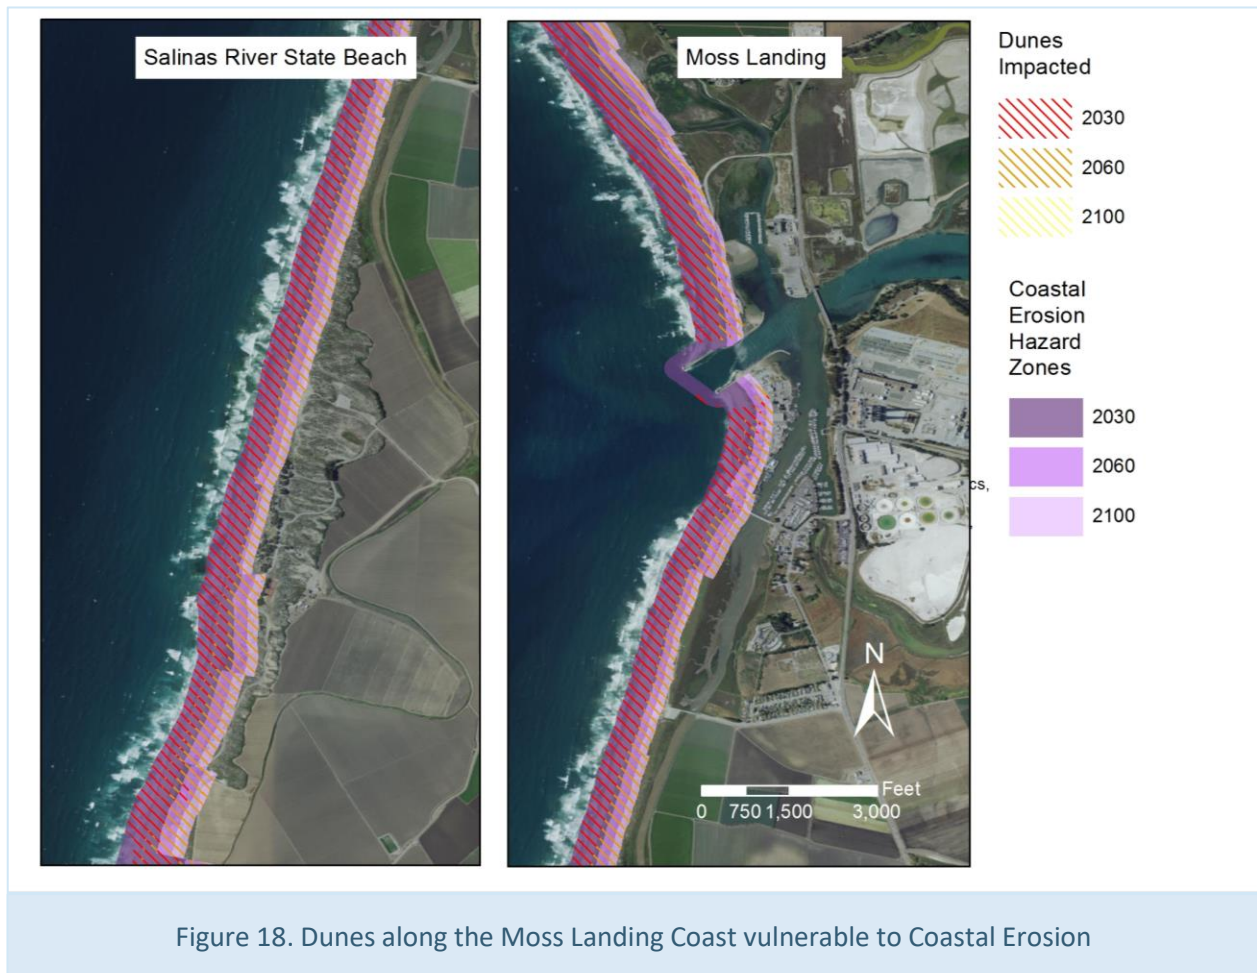 Salinas River State Beach
Moss Landing
N
Feet
0 750 1,500 3,000
cs,
Dunes
Impacted
2030
2060
2100
Coastal
Erosion
Hazard
Zones
2030
2060
2100
Figure 18. Dunes along the Moss Landing Coast vulnerable to Coastal Erosion